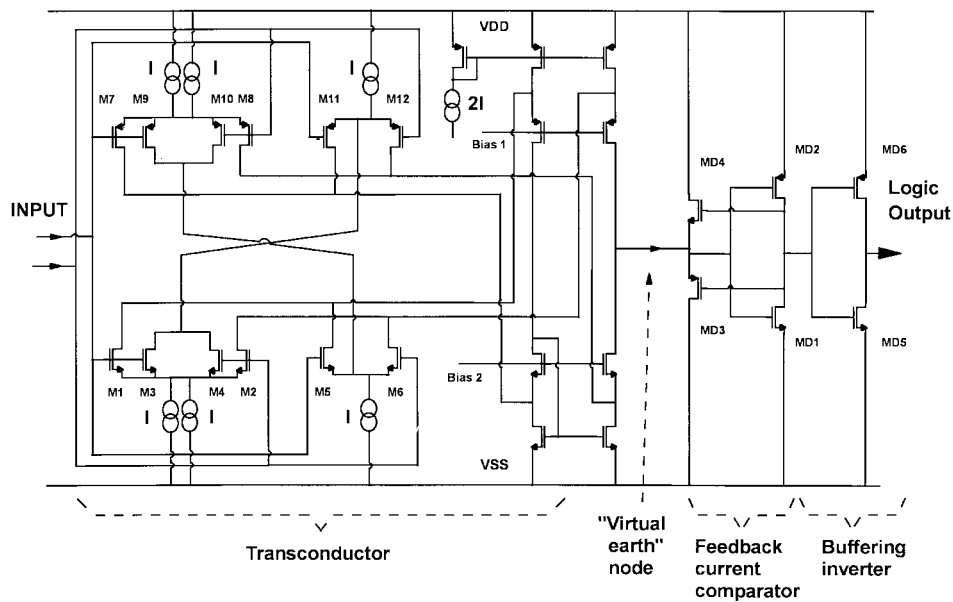 VDD
I I I
M7 M9 M10 M8 M11 M12
2I
Bias 1
MD4 MD2 MD6
Logic
Output
INPUT
MD3
Bias 2
MD1 MD5
M1 M3 M4 M2 M5 M6
I I I
VSS
Transconductor
"Virtual
earth"
node
Feedback
current
comparator
Buffering
inverter